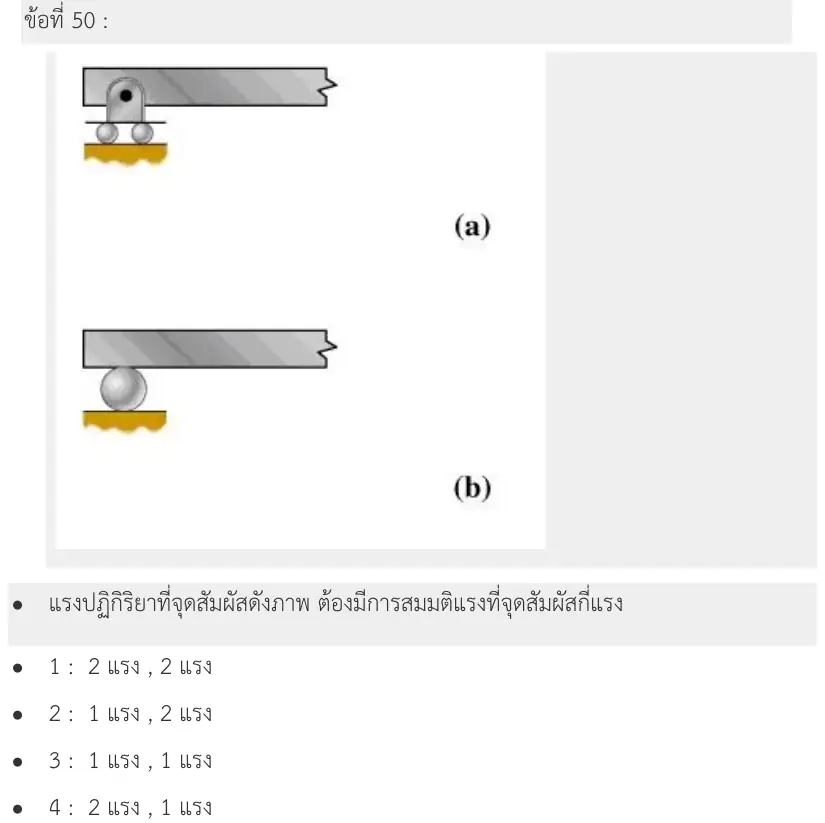 ข้อที่ 50 :
(a)
(b)
• แรงปฏิกิริยาที่จุดสัมผัสดังภาพ ต้องมีการสมมติแรงที่จุดสัมผัสกี่แรง
• 1 : 2 แรง , 2 แรง
• 2 : 1 แรง , 2 แรง
• 3 : 1 แรง , 1 แรง
• 4 : 2 แรง , 1 แรง